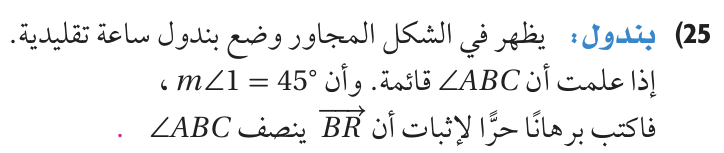 25) بندول: يظهر في الشكل المجاور وضع بندول ساعة تقليدية.
إذا علمت أن ∠ABC قائمة. وأن m∠1 = 45° ،
فاكتب برهانًا حرًّا لإثبات أن $\overrightarrow{BR}$ ينصف ∠ABC .